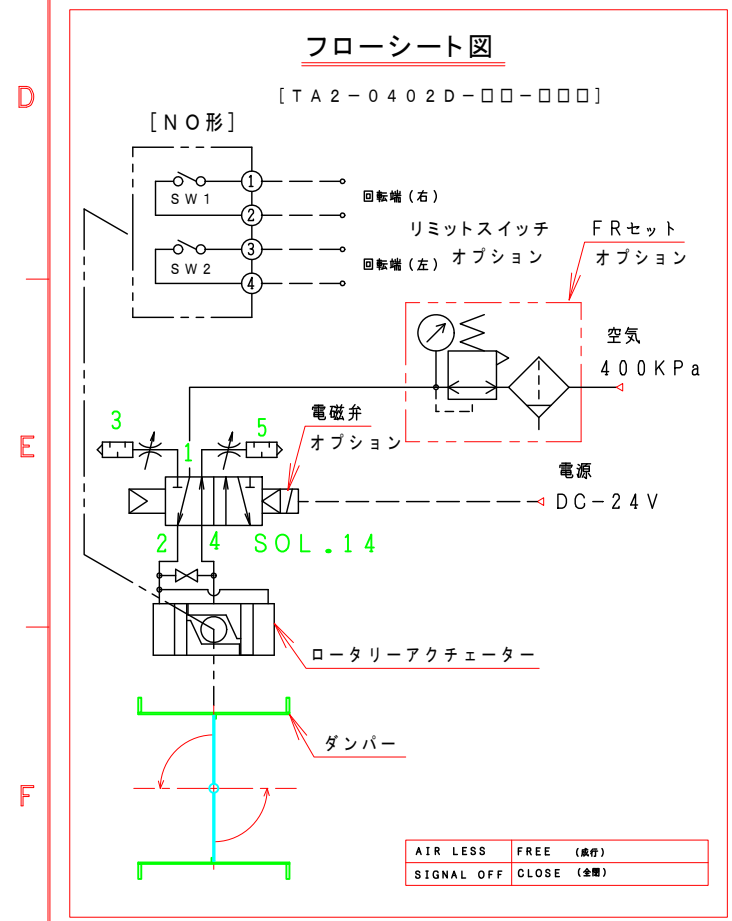 フローシート図
[TA2-0402D-□□-□□□]
D
[NO形]
1
SW1
2
回転端(右)
3
SW2
4
回転端(左)
リミットスイッチ
オプション
FRセット
オプション
空気
400KPa
E
3
1
5
電磁弁
オプション
電源
DC-24V
2
4
SOL.14
ロータリーアクチェーター
ダンパー
F
AIR LESS FREE (成行)
SIGNAL OFF CLOSE (全閉)